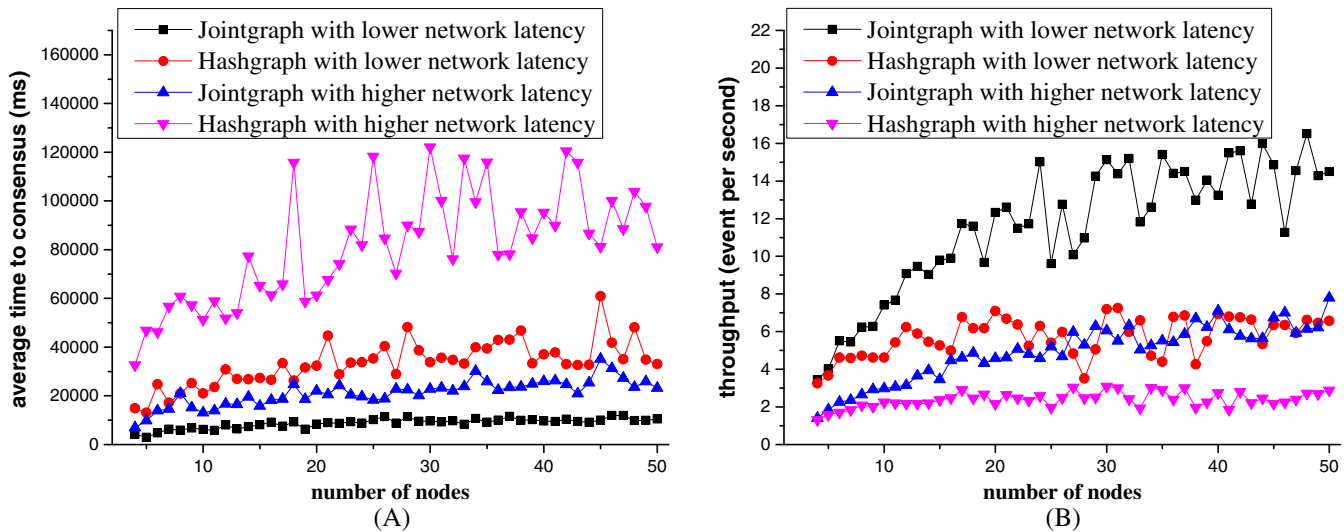 Jointgraph with lower network latency
Hashgraph with lower network latency
Jointgraph with higher network latency
Hashgraph with higher network latency
160000
140000
120000
100000
80000
60000
40000
20000
0
average time to consensus (ms)
10 20 30 40 50
number of nodes
(A)
Jointgraph with lower network latency
Hashgraph with lower network latency
Jointgraph with higher network latency
Hashgraph with higher network latency
22
20
18
16
14
12
10
8
6
4
2
0
throughput (event per second)
10 20 30 40 50
number of nodes
(B)